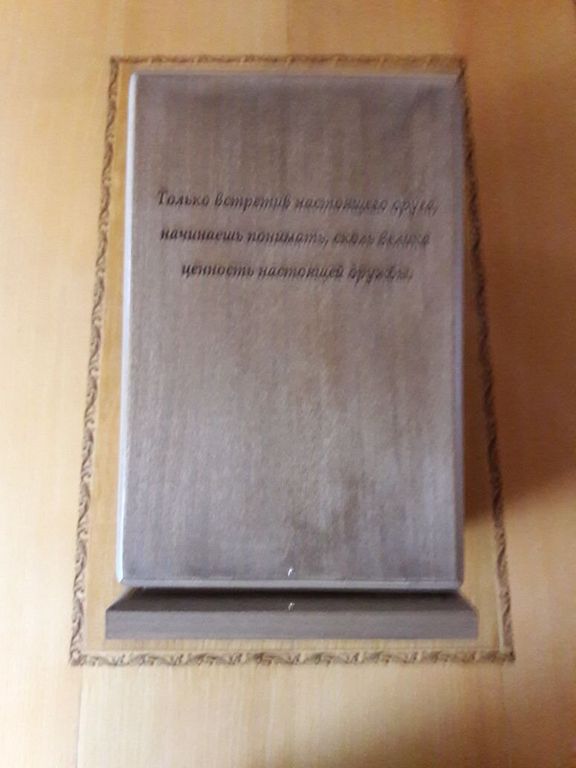 Только встретив настоящего друга,
начинаешь понимать, сколь велика
ценность настоящей дружбы.